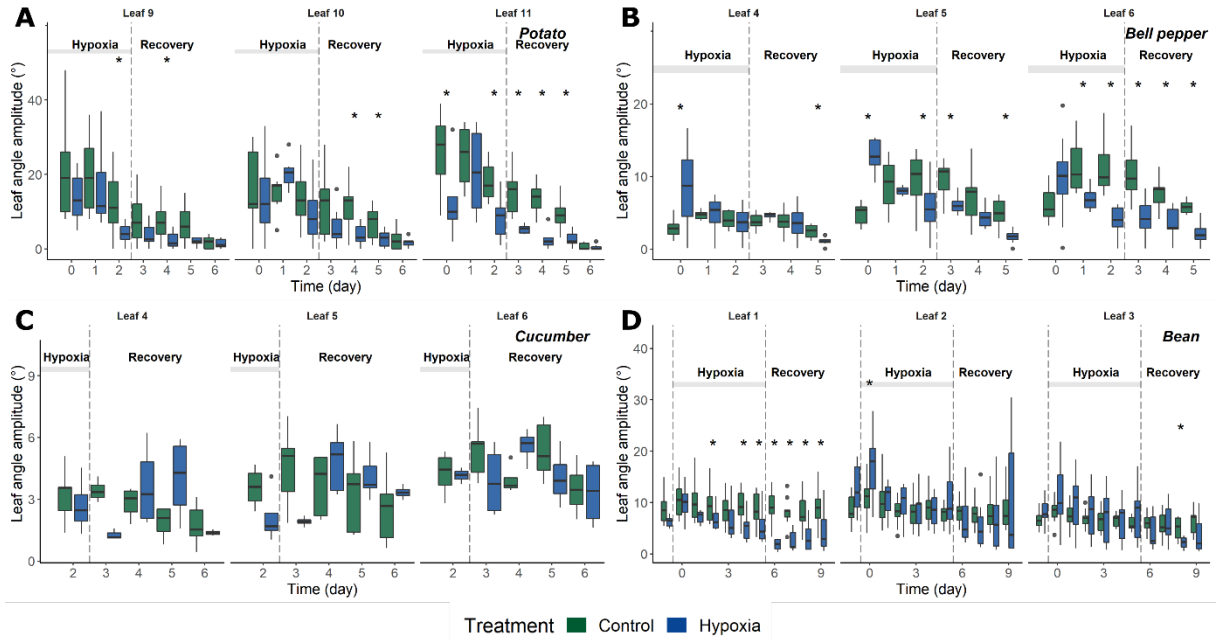 A
Leaf 9 Leaf 10 Leaf 11
Potato
Hypoxia Recovery Hypoxia Recovery Hypoxia Recovery
* * * * * * * * *
Leaf angle amplitude (°)
40
20
0
0 1 2 3 4 5 6 0 1 2 3 4 5 6 0 1 2 3 4 5 6
Time (day)
B
Leaf 4 Leaf 5 Leaf 6
Bell pepper
Hypoxia Recovery Hypoxia Recovery Hypoxia Recovery
* * * * * * * * * * *
Leaf angle amplitude (°)
30
20
10
0
0 1 2 3 4 5 0 1 2 3 4 5 0 1 2 3 4 5
Time (day)
C
Leaf 4 Leaf 5 Leaf 6
Cucumber
Hypoxia Recovery Hypoxia Recovery Hypoxia Recovery
Leaf angle amplitude (°)
9
6
3
0
2 3 4 5 6 2 3 4 5 6 2 3 4 5 6
Time (day)
D
Leaf 1 Leaf 2 Leaf 3
Bean
Hypoxia Recovery Hypoxia Recovery Hypoxia Recovery
* * * * * * * * *
Leaf angle amplitude (°)
40
30
20
10
0
0 3 6 9 0 3 6 9 0 3 6 9
Time (day)
Treatment Control Hypoxia